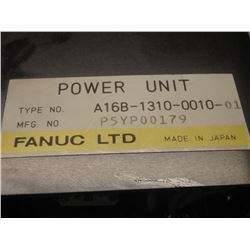 POWER UNIT
TYPE NO. A16B-1310-0010-01
MFG. NO. P5YP00179
FANUC LTD MADE IN JAPAN